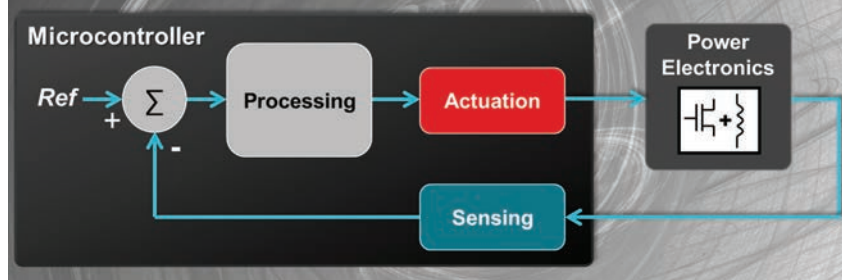 Microcontroller
Power
Electronics
Ref
+
Σ
-
Processing
Actuation
+
Sensing